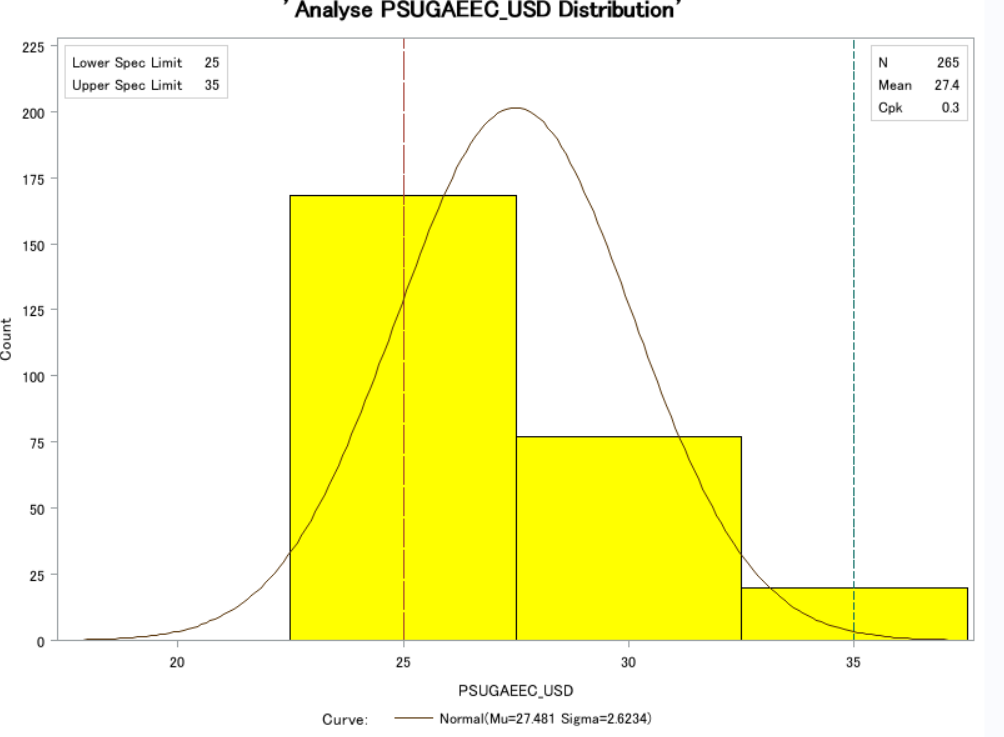 'Analyse PSUGAEEC_USD Distribution'
Lower Spec Limit 25
Upper Spec Limit 35
N 265
Mean 27.4
Cpk 0.3
225
200
175
150
125
100
75
50
25
0
Count
20 25 30 35
PSUGAEEC_USD
Curve: Normal(Mu=27.481 Sigma=2.6234)